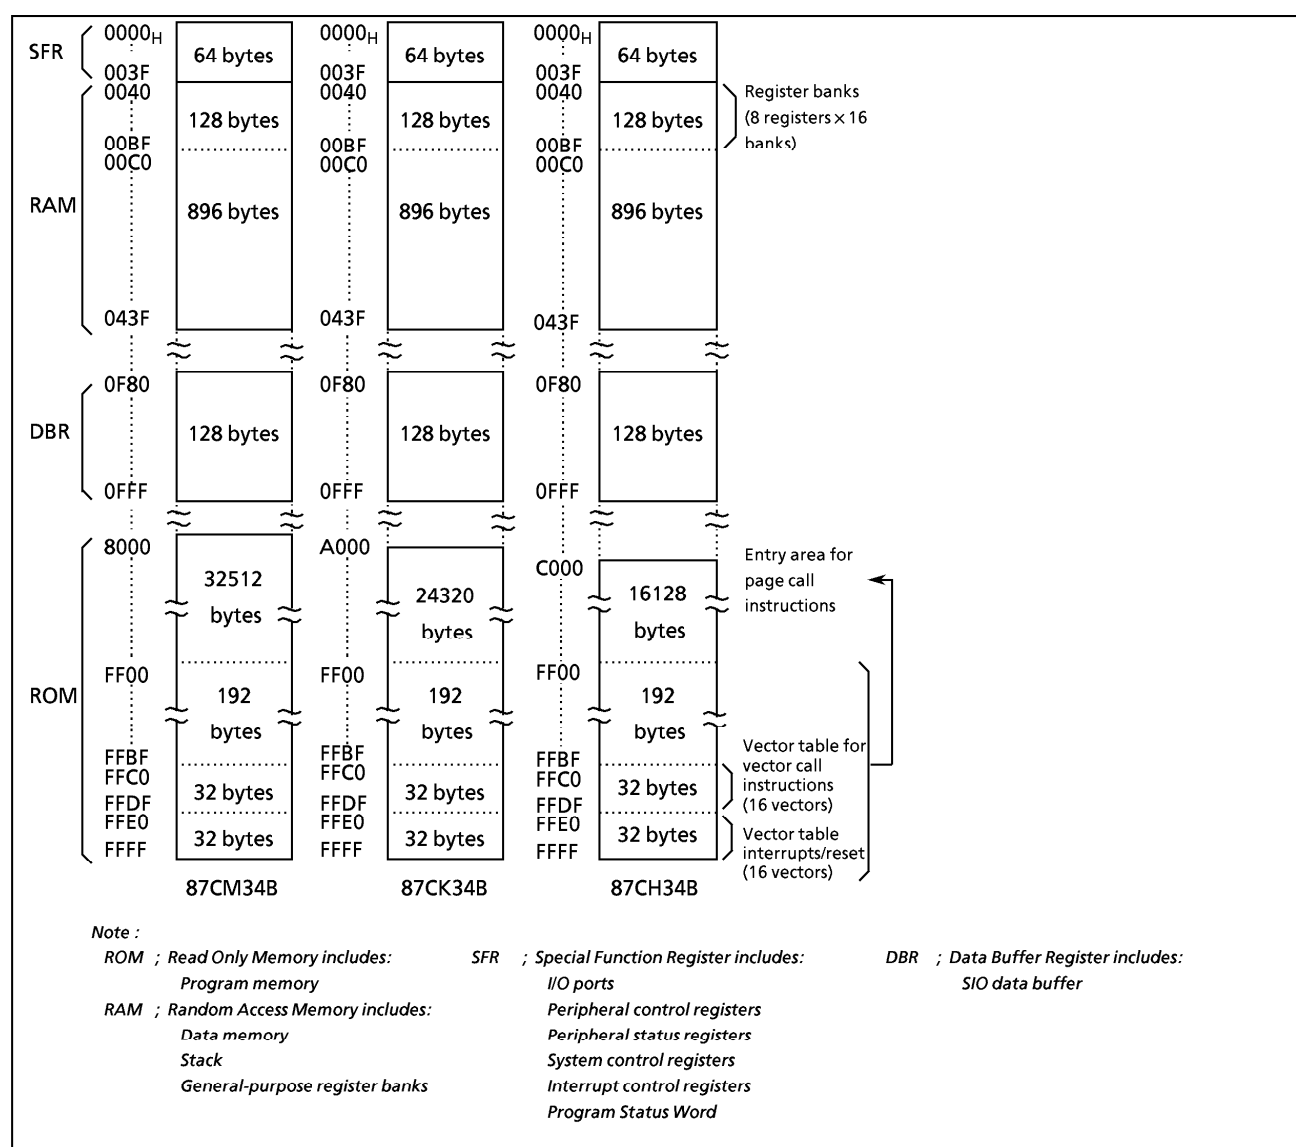 SFR
0000H
003F
64 bytes
0000H
003F
64 bytes
0000H
003F
64 bytes
RAM
0040
00BF
128 bytes
00C0
043F
896 bytes
0040
00BF
128 bytes
00C0
043F
896 bytes
0040
00BF
128 bytes
00C0
043F
896 bytes
Register banks
(8 registers × 16
banks)
DBR
0F80
0FFF
128 bytes
0F80
0FFF
128 bytes
0F80
0FFF
128 bytes
ROM
8000
32512
bytes
FF00
192
bytes
FFBF
FFC0
32 bytes
FFDF
FFE0
32 bytes
FFFF
87CM34B
A000
24320
bytes
FF00
192
bytes
FFBF
FFC0
32 bytes
FFDF
FFE0
32 bytes
FFFF
87CK34B
C000
16128
bytes
FF00
192
bytes
FFBF
FFC0
32 bytes
FFDF
FFE0
32 bytes
FFFF
87CH34B
Entry area for
page call
instructions
Vector table for
vector call
instructions
(16 vectors)
Vector table
interrupts/reset
(16 vectors)
Note :
ROM ; Read Only Memory includes:
Program memory
RAM ; Random Access Memory includes:
Data memory
Stack
General-purpose register banks
SFR ; Special Function Register includes:
I/O ports
Peripheral control registers
Peripheral status registers
System control registers
Interrupt control registers
Program Status Word
DBR ; Data Buffer Register includes:
SIO data buffer